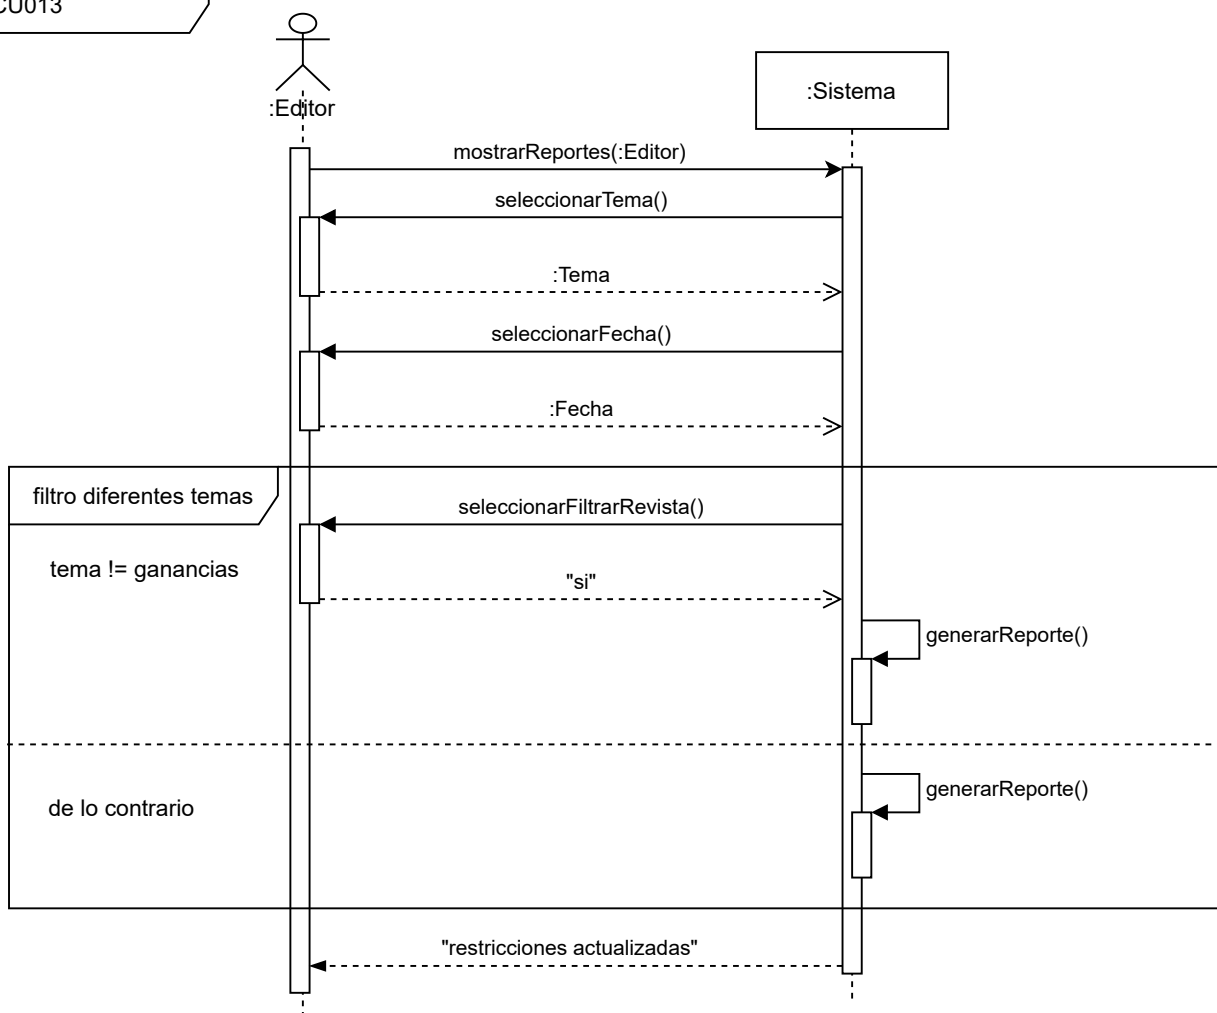 CU013
:Editor
:Sistema
mostrarReportes(:Editor)
seleccionarTema()
:Tema
seleccionarFecha()
:Fecha
filtro diferentes temas
seleccionarFiltrarRevista()
tema != ganancias
"si"
generarReporte()
generarReporte()
de lo contrario
"restricciones actualizadas"